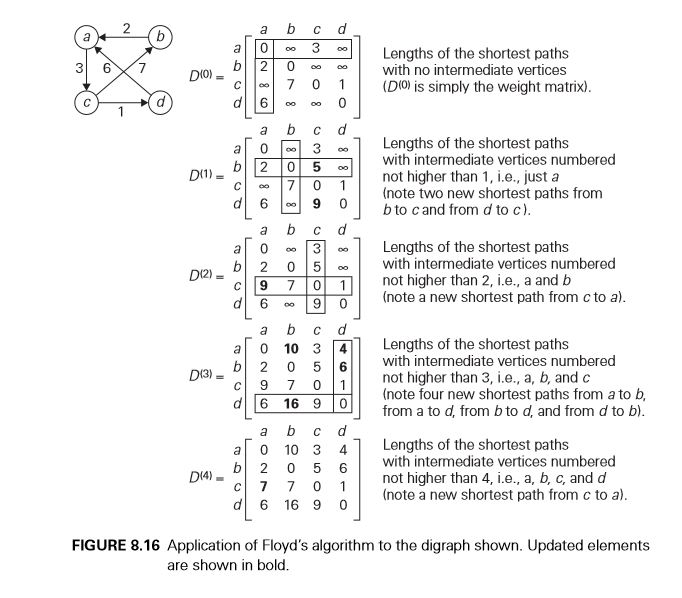 a 2 b
3 6 7
c 1 d
a b c d
D(0) = a 0 ∞ 3 ∞
b 2 0 ∞ ∞
c ∞ 7 0 1
d 6 ∞ ∞ 0
Lengths of the shortest paths
with no intermediate vertices
(D(0) is simply the weight matrix).
a b c d
D(1) = a 0 ∞ 3 ∞
b 2 0 5 ∞
c ∞ 7 0 1
d 6 ∞ 9 0
Lengths of the shortest paths
with intermediate vertices numbered
not higher than 1, i.e., just a
(note two new shortest paths from
b to c and from d to c).
a b c d
D(2) = a 0 ∞ 3 ∞
b 2 0 5 ∞
c 9 7 0 1
d 6 ∞ 9 0
Lengths of the shortest paths
with intermediate vertices numbered
not higher than 2, i.e., a and b
(note a new shortest path from c to a).
a b c d
D(3) = a 0 10 3 4
b 2 0 5 6
c 9 7 0 1
d 6 16 9 0
Lengths of the shortest paths
with intermediate vertices numbered
not higher than 3, i.e., a, b, and c
(note four new shortest paths from a to b,
from a to d, from b to d, and from d to b).
a b c d
D(4) = a 0 10 3 4
b 2 0 5 6
c 7 7 0 1
d 6 16 9 0
Lengths of the shortest paths
with intermediate vertices numbered
not higher than 4, i.e., a, b, c, and d
(note a new shortest path from c to a).
FIGURE 8.16 Application of Floyd's algorithm to the digraph shown. Updated elements
are shown in bold.